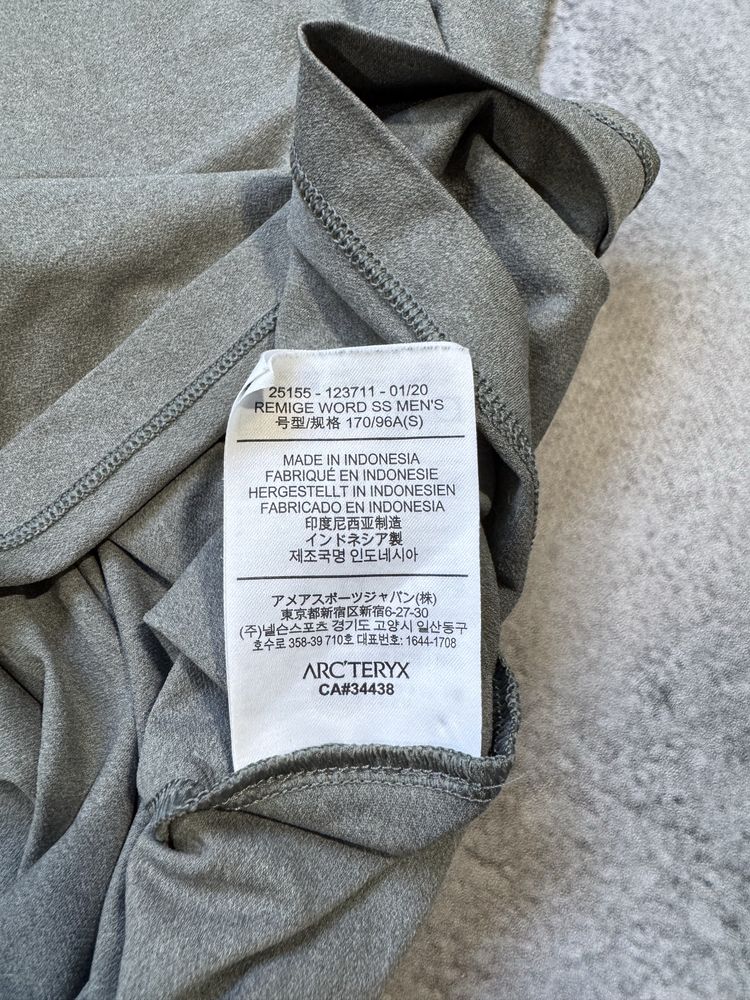 25155 - 123711 - 01/20
REMIGE WORD SS MEN'S
号型/规格 170/96A(S)
MADE IN INDONESIA
FABRIQUÉ EN INDONESIE
HERGESTELLT IN INDONESIEN
FABRICADO EN INDONESIA
印度尼西亚制造
インドネシア製
제조국명 인도네시아
アメアスポーツジャパン(株)
東京都新宿区新宿6-27-30
(주)넬슨스포츠 경기도 고양시 일산동구
호수로 358-39 710호 대표번호: 1644-1708
ARC'TERYX
CA#34438